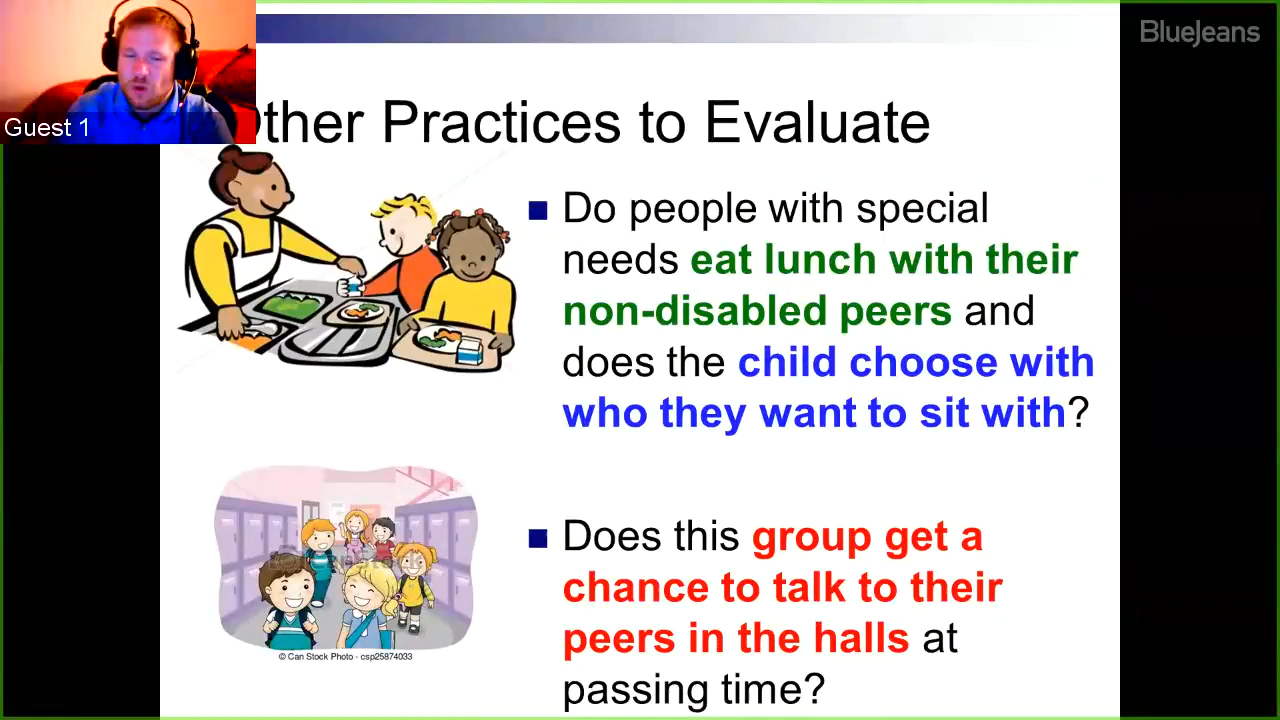 BlueJeans
Guest 1
Other Practices to Evaluate
Do people with special
needs eat lunch with their
non-disabled peers and
does the child choose with
who they want to sit with?
Does this group get a
chance to talk to their
peers in the halls at
passing time?
© Can Stock Photo - csp25874033